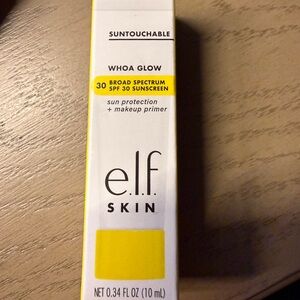 SUNTOUCHABLE
WHOA GLOW
30 BROAD SPECTRUM
SPF 30 SUNSCREEN
sun protection
+ makeup primer
e.l.f.
SKIN
NET 0.34 FL OZ (10 mL)